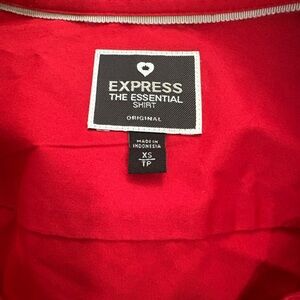 EXPRESS
THE ESSENTIAL
SHIRT
ORIGINAL
MADE IN
INDONESIA
XS
TP